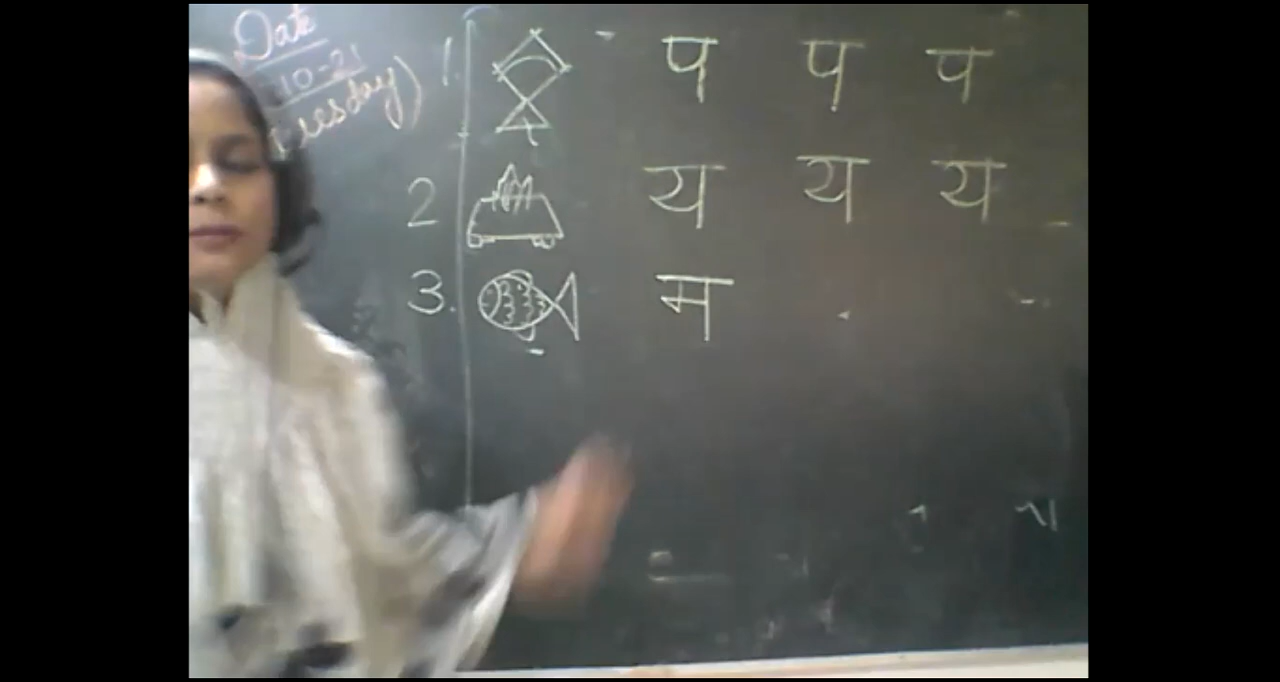 Date
10-21
(Tuesday)
1. प प प
2 य य य
3. म